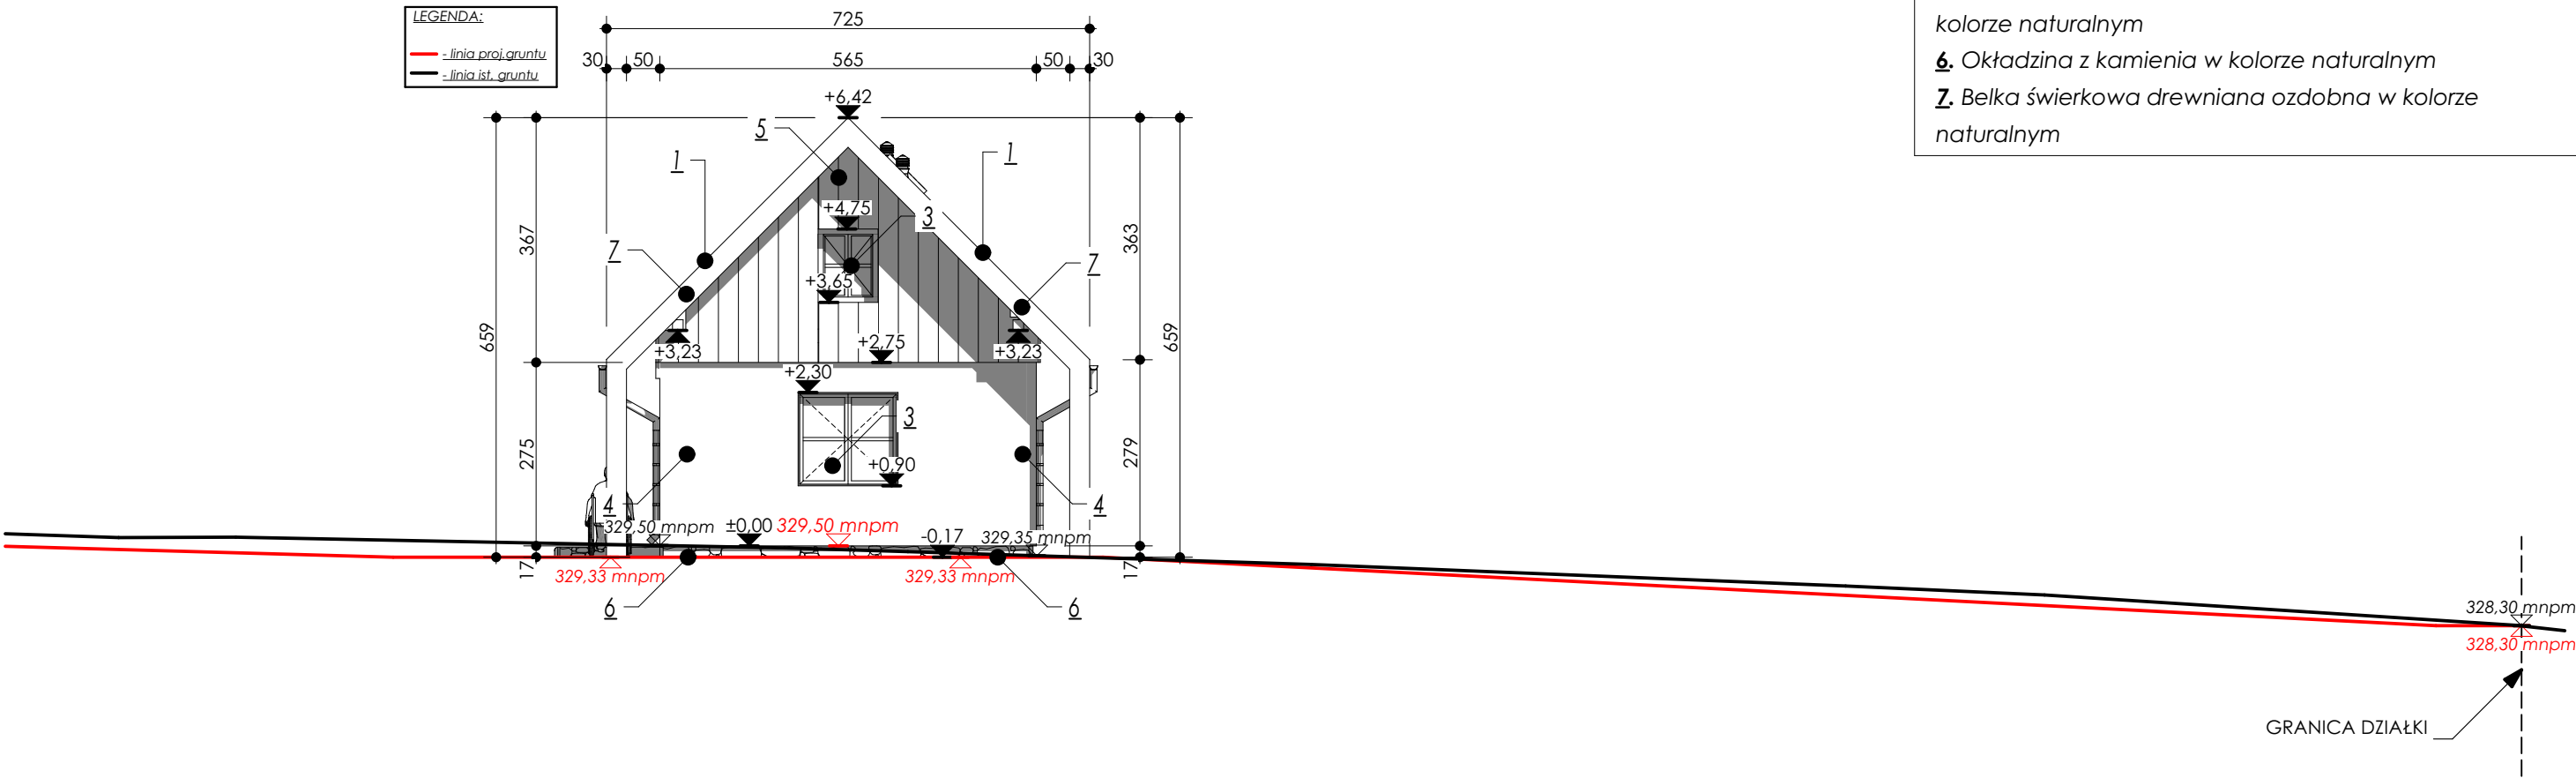 LEGENDA:
- linia proj.gruntu
- linia ist. gruntu
725
30
50
565
50
30
kolorze naturalnym
6. Okładzina z kamienia w kolorze naturalnym
7. Belka świerkowa drewniana ozdobna w kolorze
naturalnym
+6,42
5
1
1
+4,75
3
367
363
7
7
+3,65
659
659
+3,23
+2,75
+3,23
+2,30
3
275
279
+0,90
4
4
329,50 mnpm
±0,00
329,50 mnpm
-0,17
329,35 mnpm
17
17
329,33 mnpm
329,33 mnpm
6
6
328,30 mnpm
328,30 mnpm
GRANICA DZIAŁKI